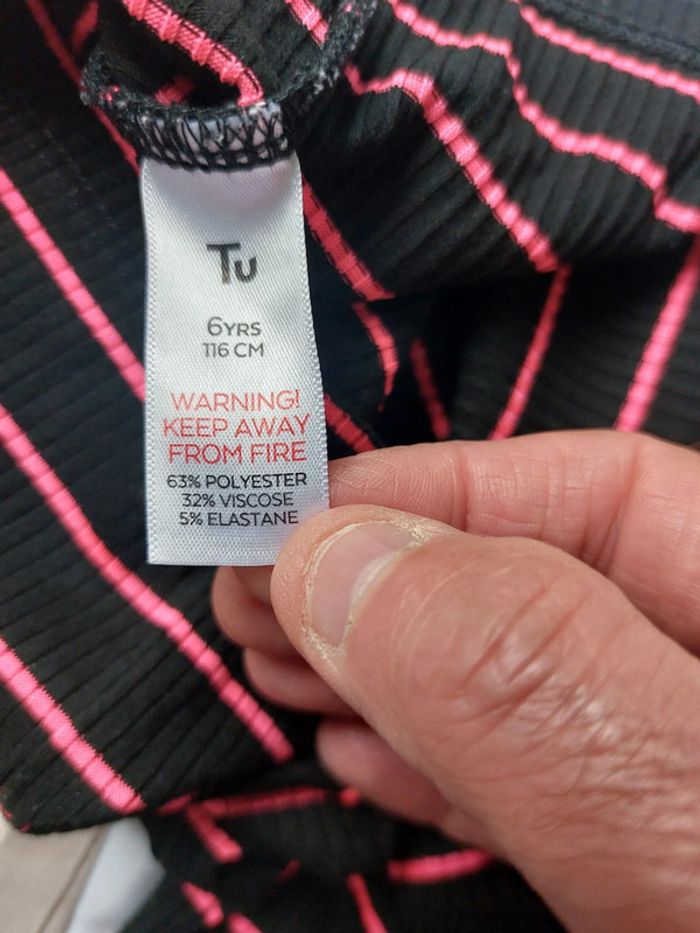 Tu
6YRS
116 CM
WARNING!
KEEP AWAY
FROM FIRE
63% POLYESTER
32% VISCOSE
5% ELASTANE